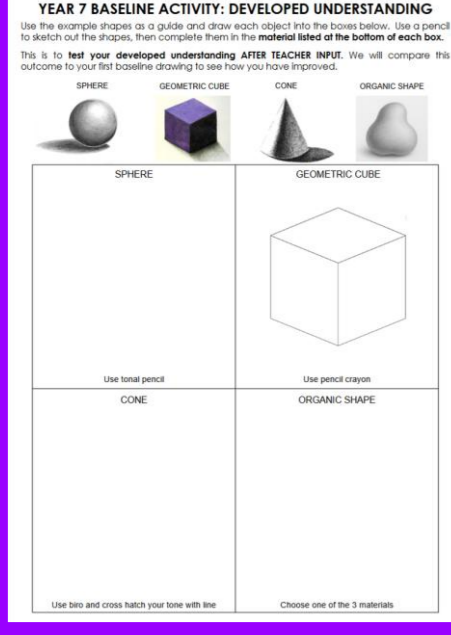 YEAR 7 BASELINE ACTIVITY: DEVELOPED UNDERSTANDING
Use the example shapes as a guide and draw each object into the boxes below. Use a pencil
to sketch out the shapes, then complete them in the material listed at the bottom of each box.
This is to test your developed understanding AFTER TEACHER INPUT. We will compare this
outcome to your first baseline drawing to see how you have improved.
SPHERE GEOMETRIC CUBE CONE ORGANIC SHAPE
SPHERE GEOMETRIC CUBE
Use tonal pencil Use pencil crayon
CONE ORGANIC SHAPE
Use biro and cross hatch your tone with line Choose one of the 3 materials